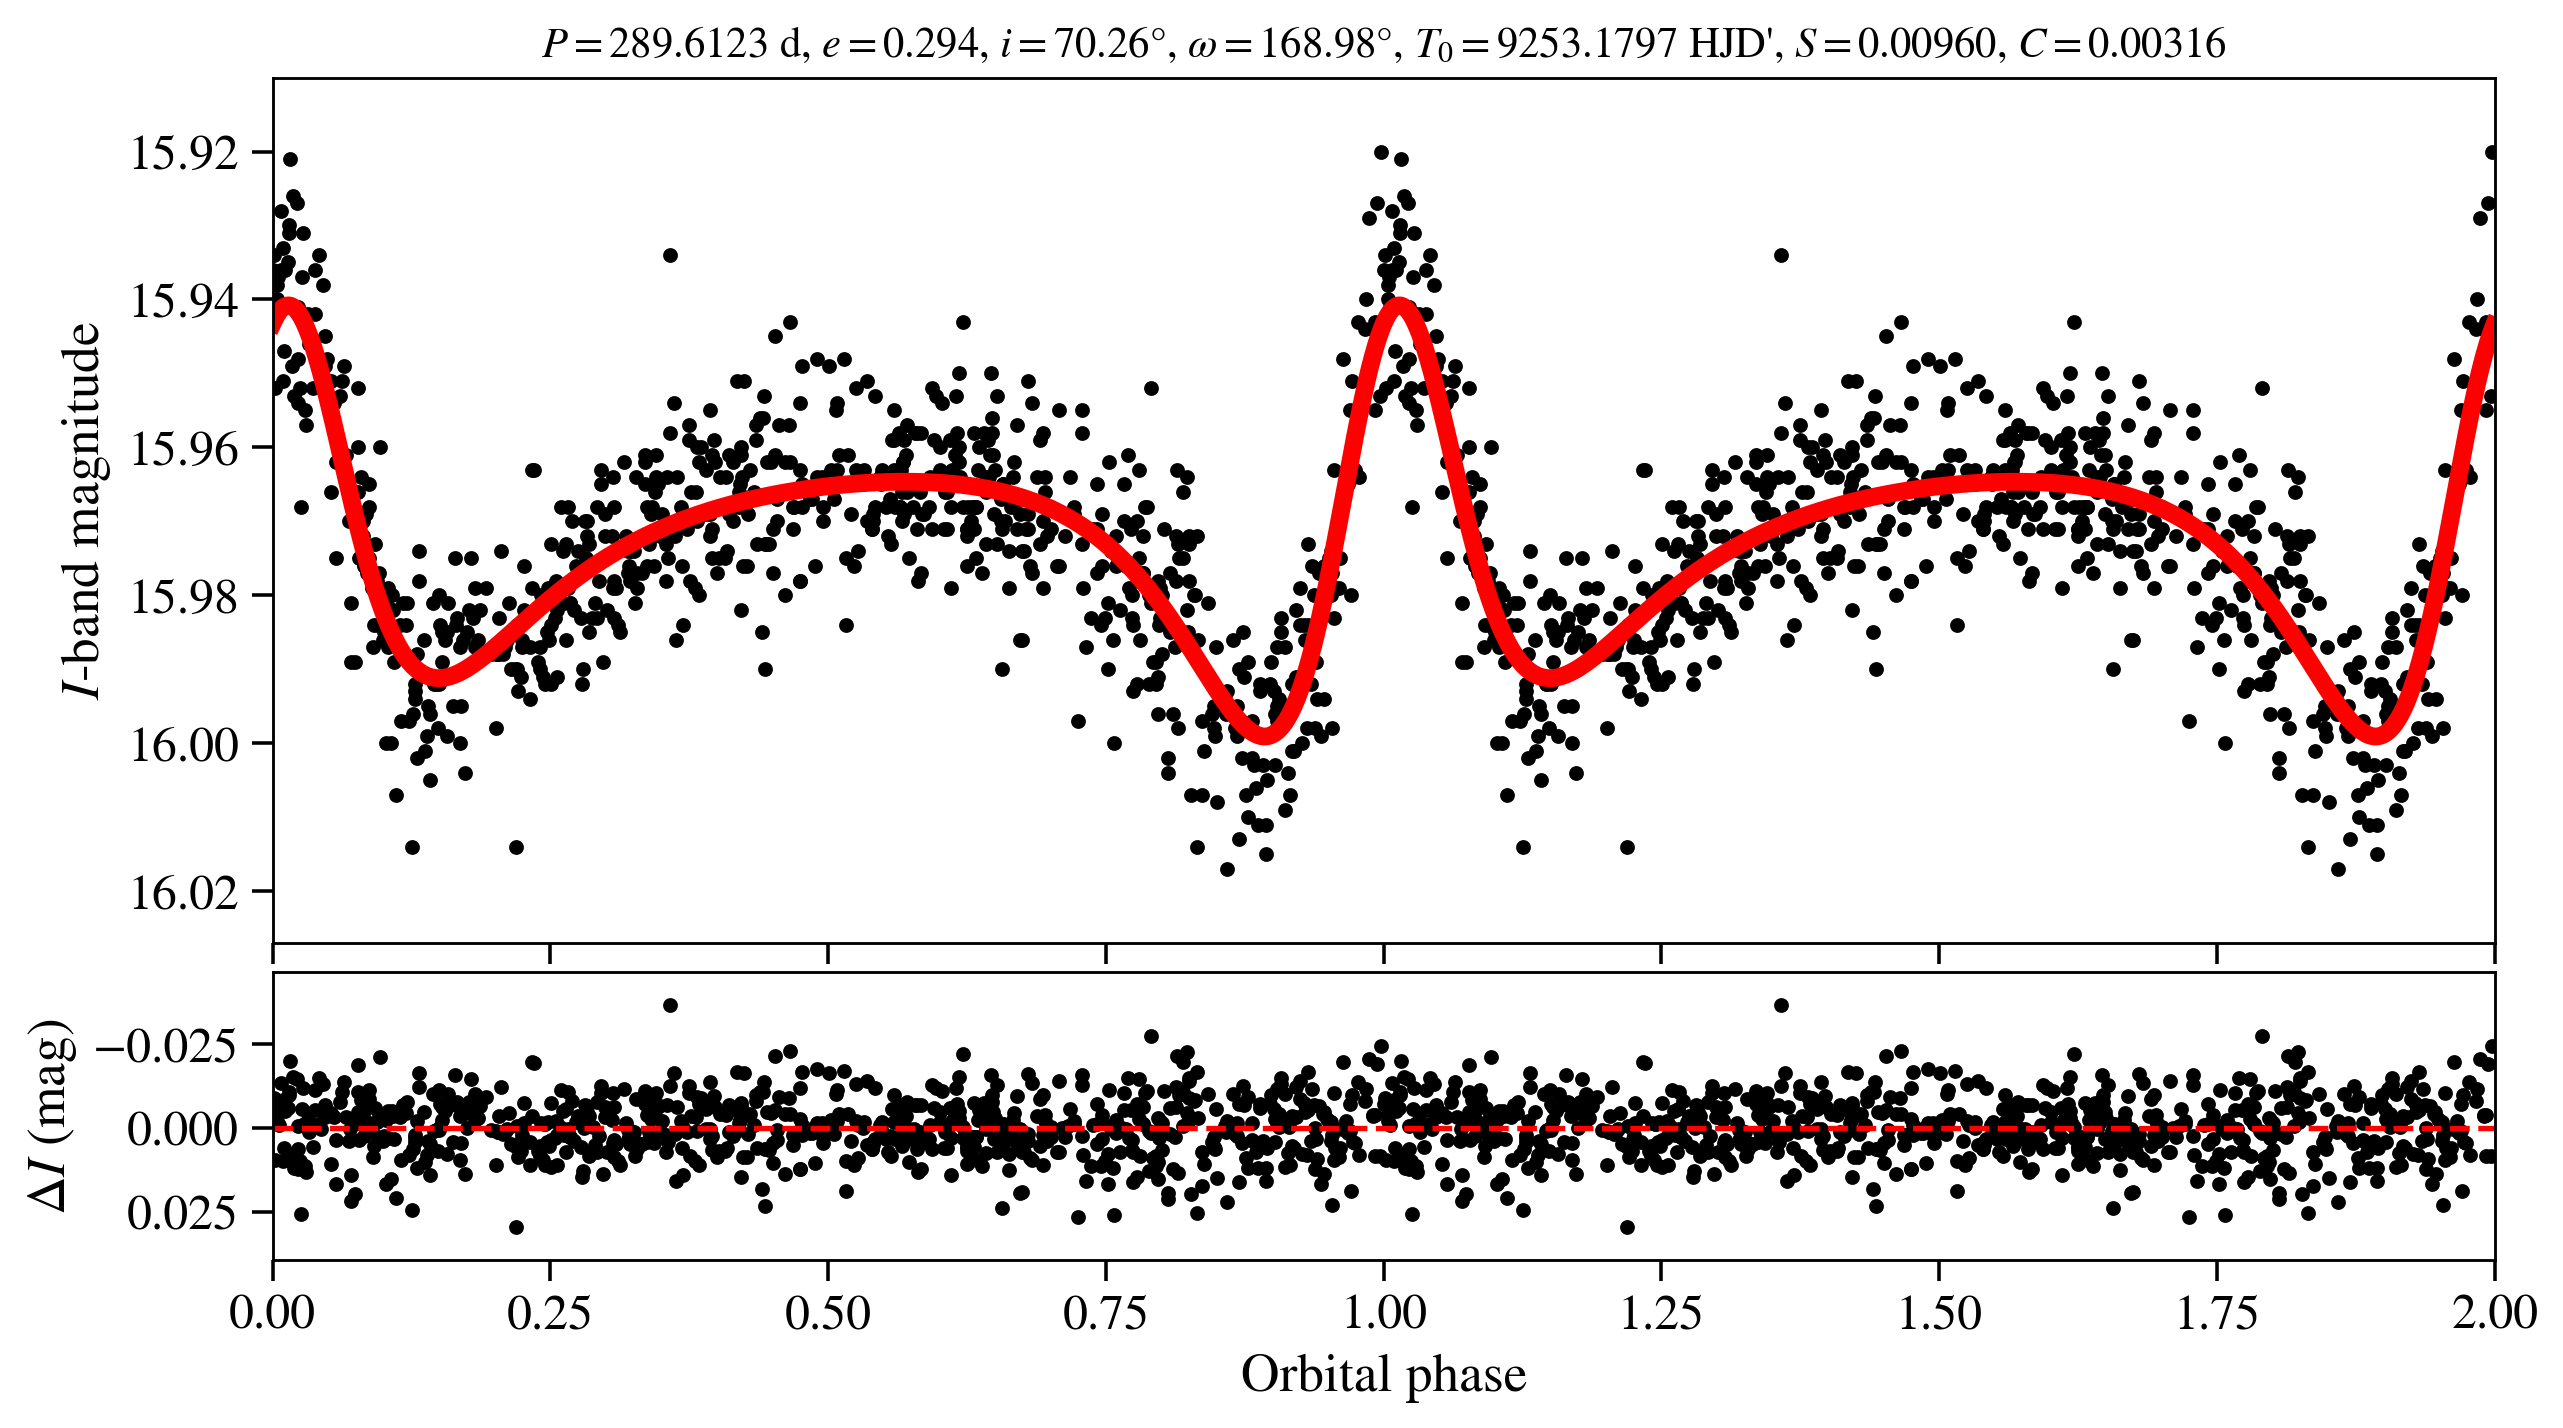 P = 289.6123 d, e = 0.294, i = 70.26°, ω = 168.98°, T₀ = 9253.1797 HJD', S = 0.00960, C = 0.00316
I-band magnitude
15.92
15.94
15.96
15.98
16.00
16.02
ΔI (mag)
−0.025
0.000
0.025
0.00 0.25 0.50 0.75 1.00 1.25 1.50 1.75 2.00
Orbital phase